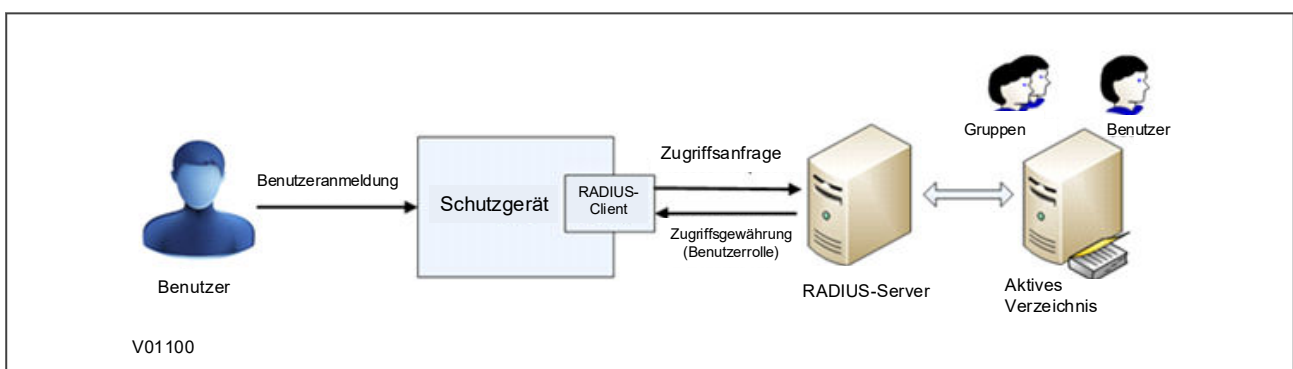 Gruppen
Benutzer
Zugriffsanfrage
Benutzeranmeldung
Schutzgerät
RADIUS-
Client
Zugriffsgewährung
(Benutzerrolle)
Benutzer
RADIUS-Server
Aktives
Verzeichnis
V01100